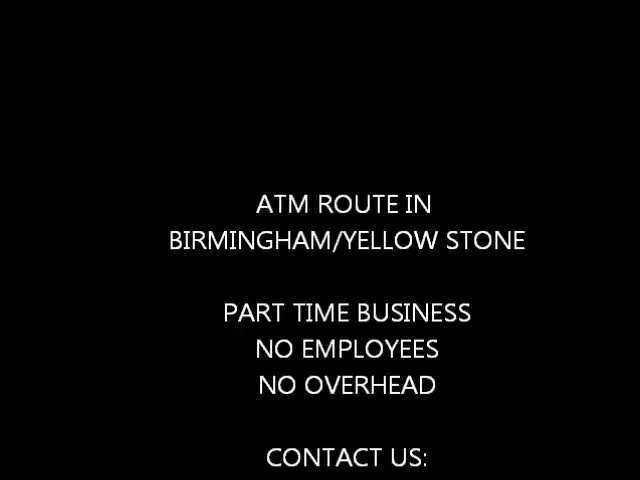 ATM ROUTE IN
BIRMINGHAM/YELLOW STONE
PART TIME BUSINESS
NO EMPLOYEES
NO OVERHEAD
CONTACT US: